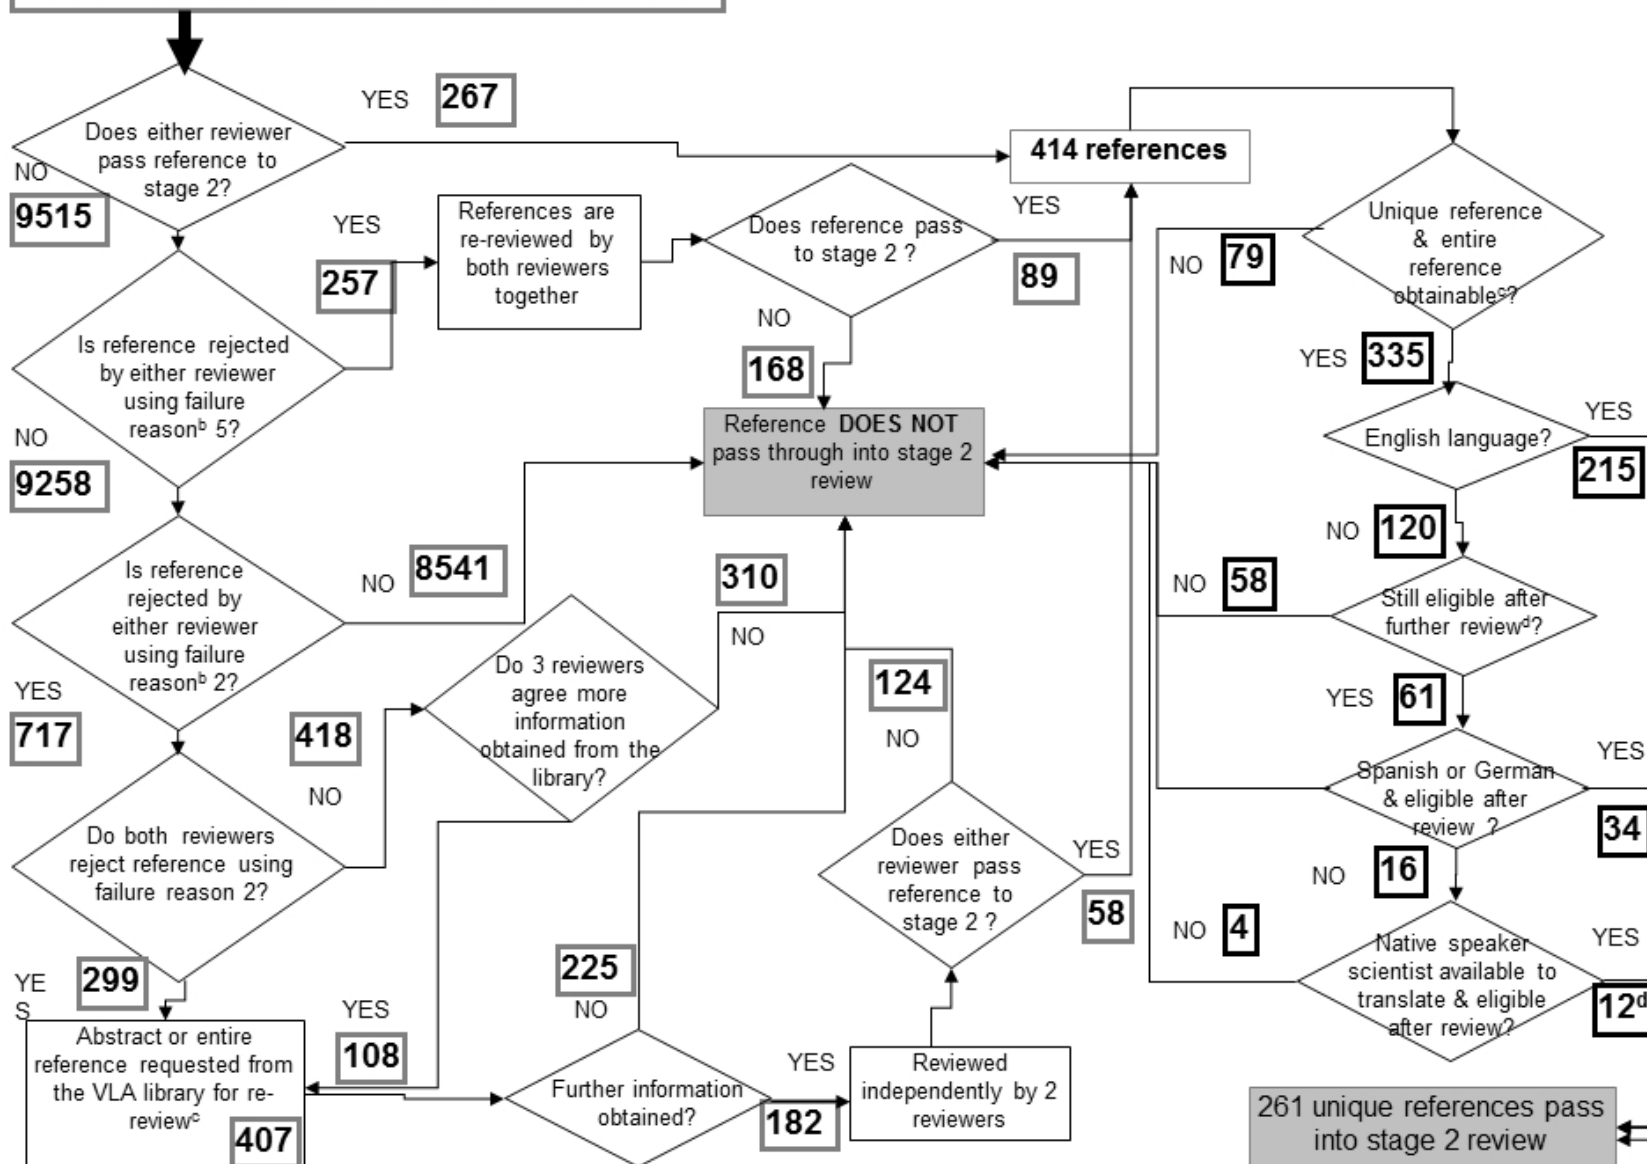 YES 267
Does either reviewer
pass reference to
stage 2?
NO
9515
414 references
YES
257
References are
re-reviewed by
both reviewers
together
Does reference pass
to stage 2 ?
YES
89
NO
168
Unique reference
& entire
reference
obtainableᶜ?
NO 79
YES 335
Is reference rejected
by either reviewer
using failure
reasonᵇ 5?
NO
9258
Reference DOES NOT
pass through into stage 2
review
English language?
YES
215
NO 120
Is reference
rejected by
either reviewer
using failure
reasonᵇ 2?
NO 8541
YES
717
310
NO
Do 3 reviewers
agree more
information
obtained from the
library?
418
NO
124
NO
NO 58
Still eligible after
further reviewᵈ?
YES 61
Spanish or German
& eligible after
review ?
YES
34
NO 16
Do both reviewers
reject reference using
failure reason 2?
YE
S
299
Does either
reviewer pass
reference to
stage 2 ?
YES
58
NO 4
Native speaker
scientist available to
translate & eligible
after review?
YES
12ᵈ
225
NO
YES
108
Abstract or entire
reference requested from
the VLA library for re-
reviewᶜ
407
Further information
obtained?
YES
182
Reviewed
independently by 2
reviewers
261 unique references pass
into stage 2 review